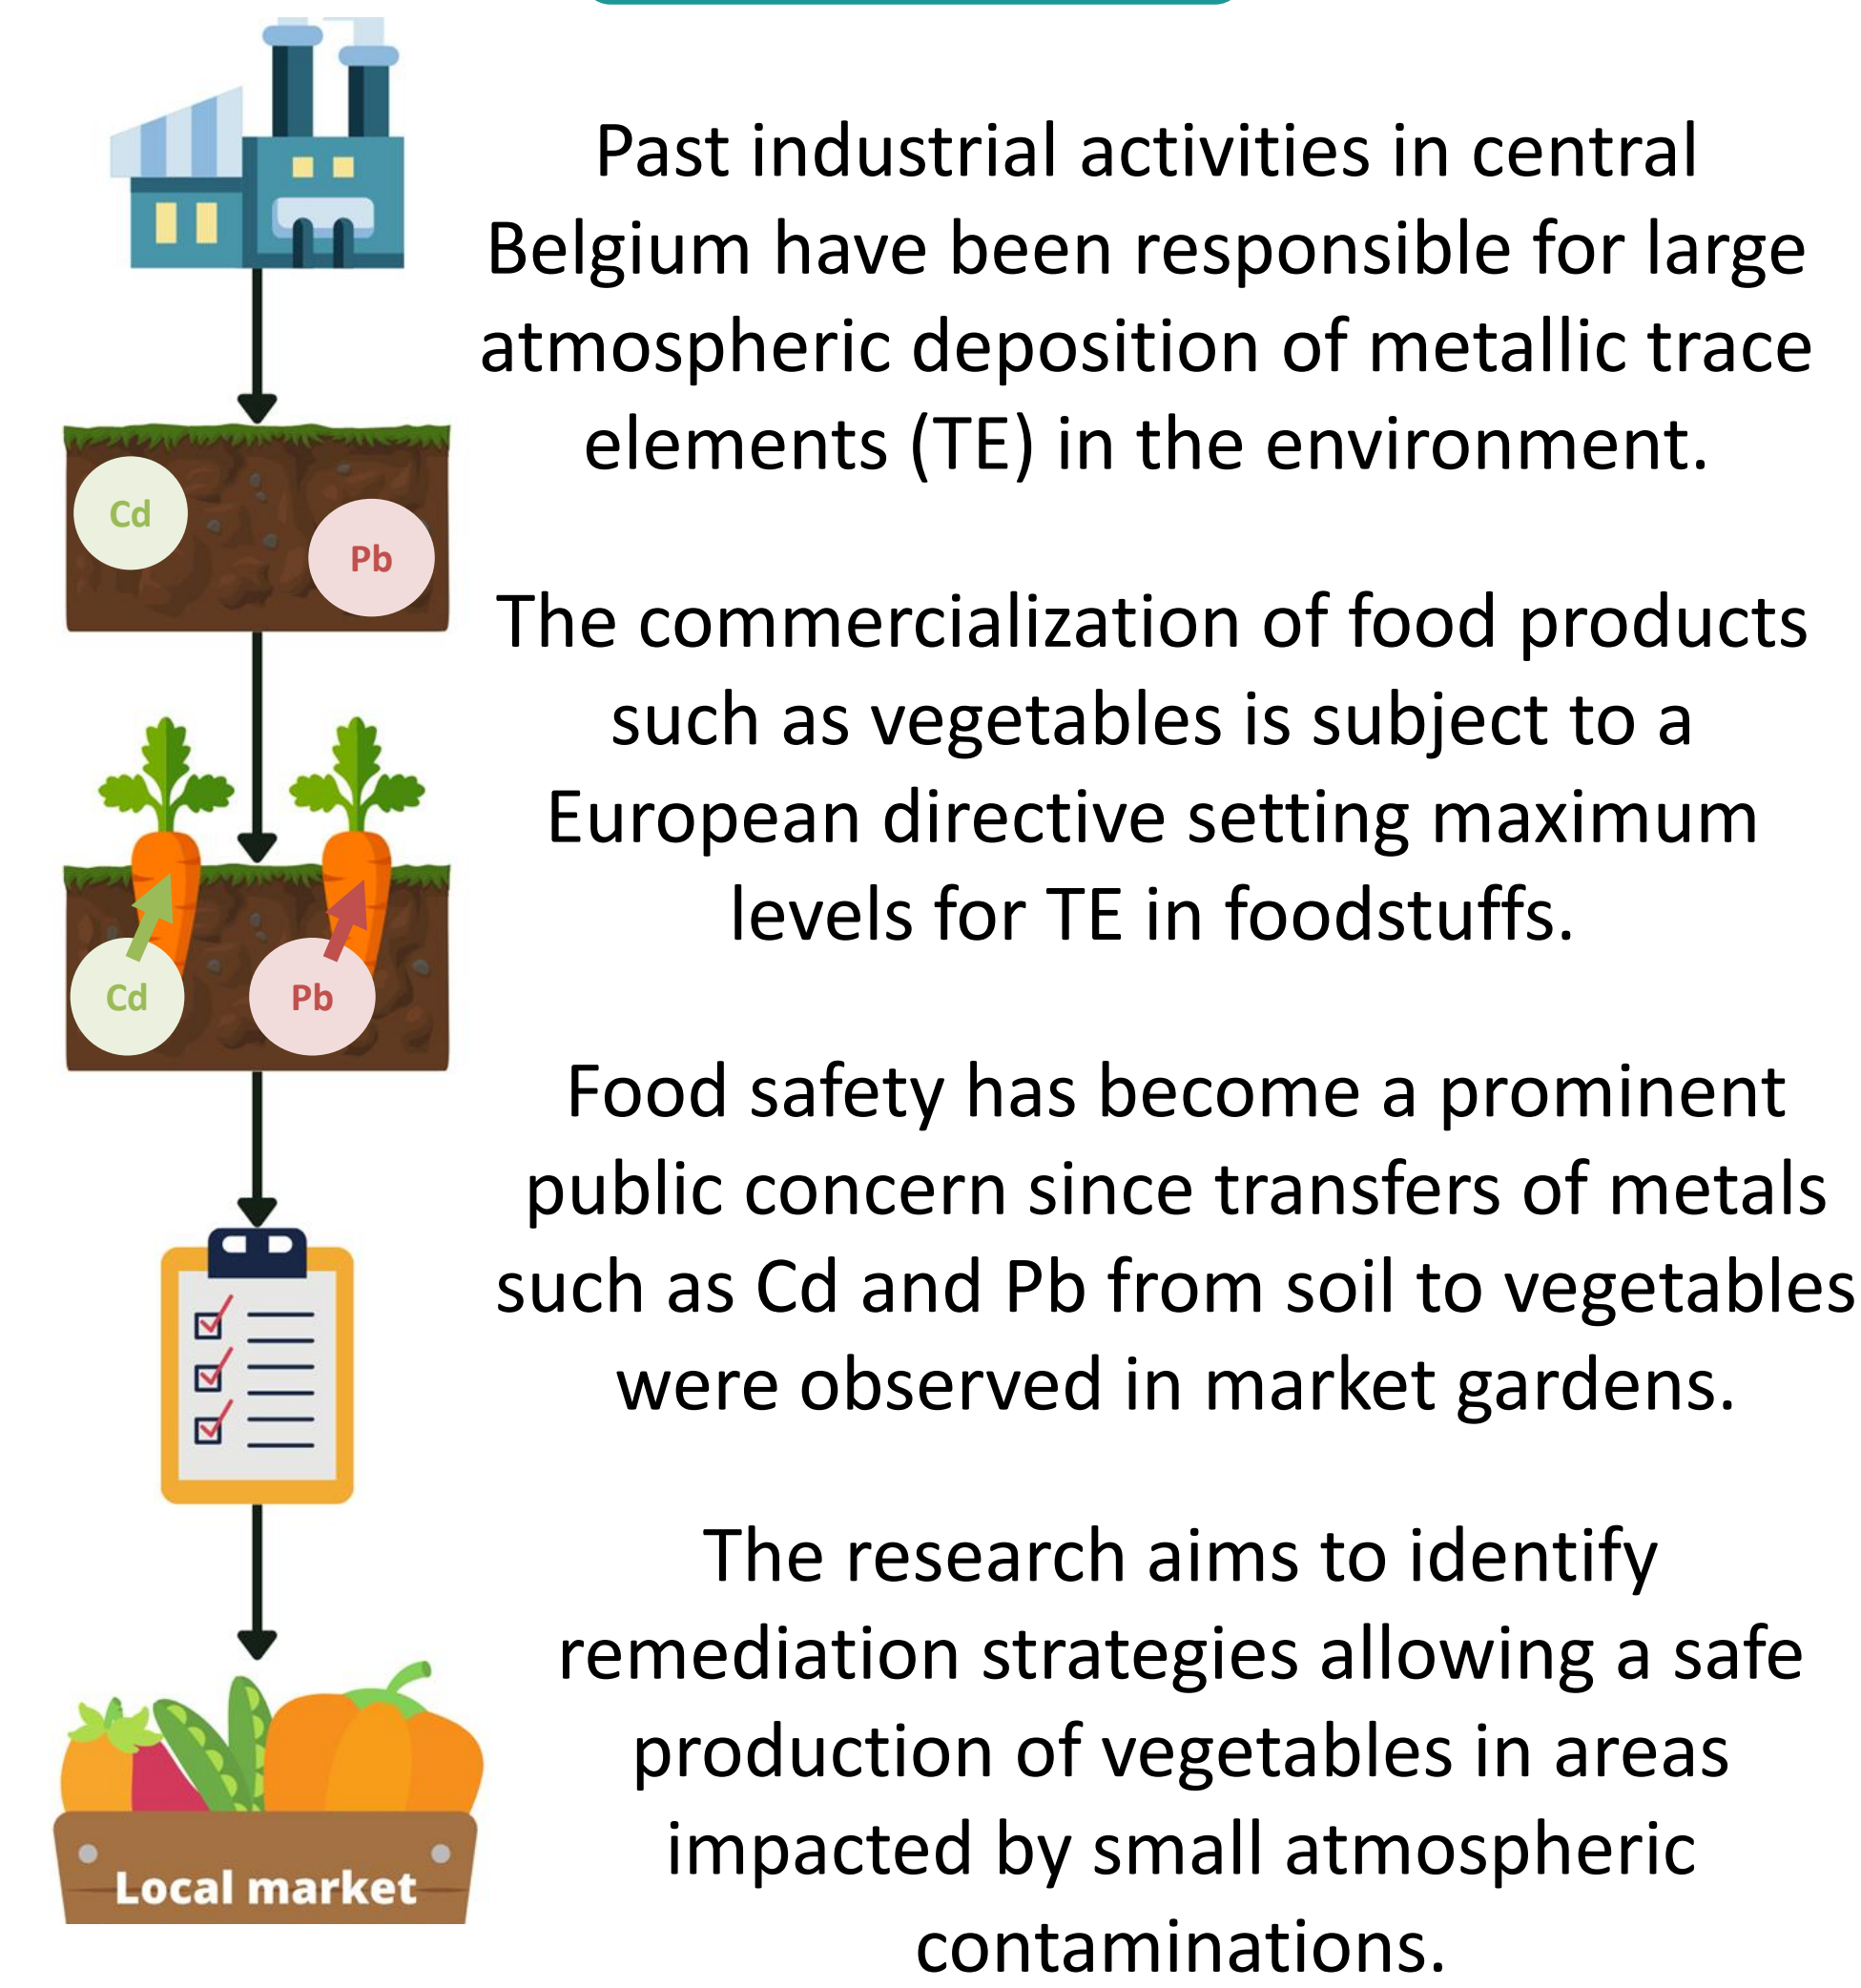 Past industrial activities in central
Belgium have been responsible for large
atmospheric deposition of metallic trace
elements (TE) in the environment.
Cd
Pb
The commercialization of food products
such as vegetables is subject to a
European directive setting maximum
levels for TE in foodstuffs.
Cd
Pb
Food safety has become a prominent
public concern since transfers of metals
such as Cd and Pb from soil to vegetables
were observed in market gardens.
The research aims to identify
remediation strategies allowing a safe
production of vegetables in areas
impacted by small atmospheric
contaminations.
Local market